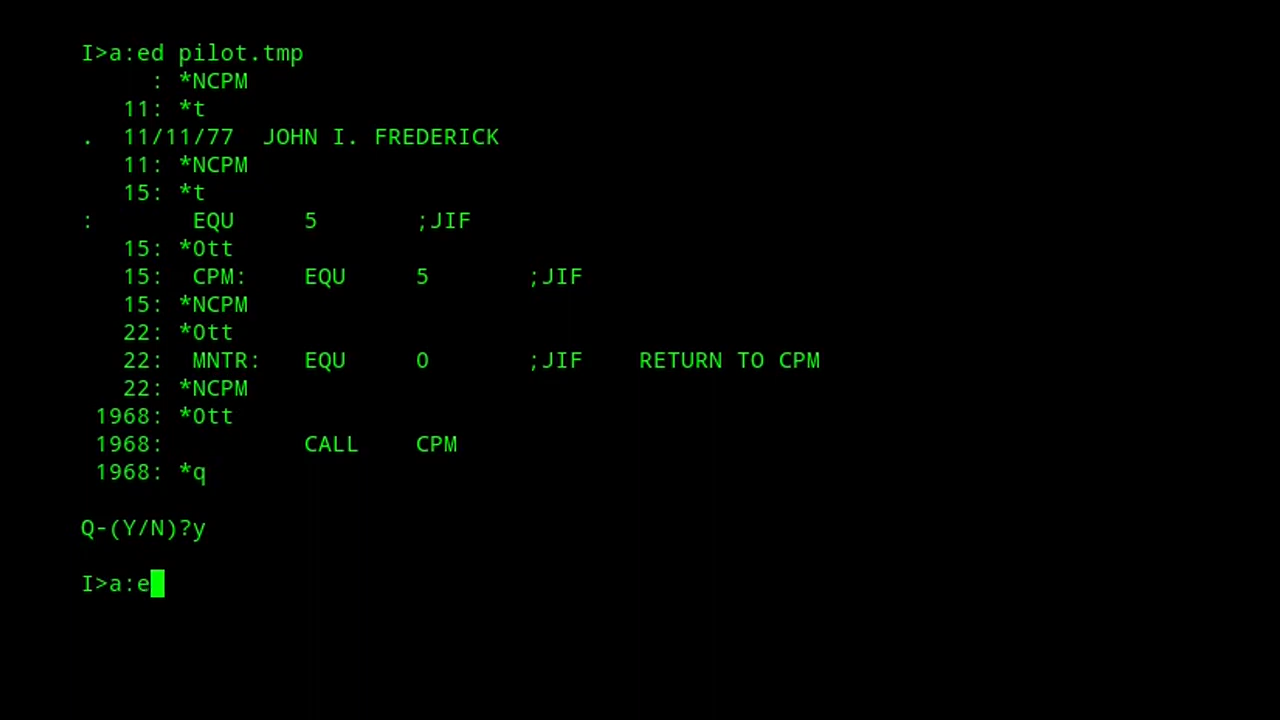 I>a:ed pilot.tmp
: *NCPM
11: *t
. 11/11/77 JOHN I. FREDERICK
11: *NCPM
15: *t
: EQU 5 ;JIF
15: *0tt
15: CPM: EQU 5 ;JIF
15: *NCPM
22: *0tt
22: MNTR: EQU 0 ;JIF RETURN TO CPM
22: *NCPM
1968: *0tt
1968: CALL CPM
1968: *q
Q-(Y/N)?y
I>a:e